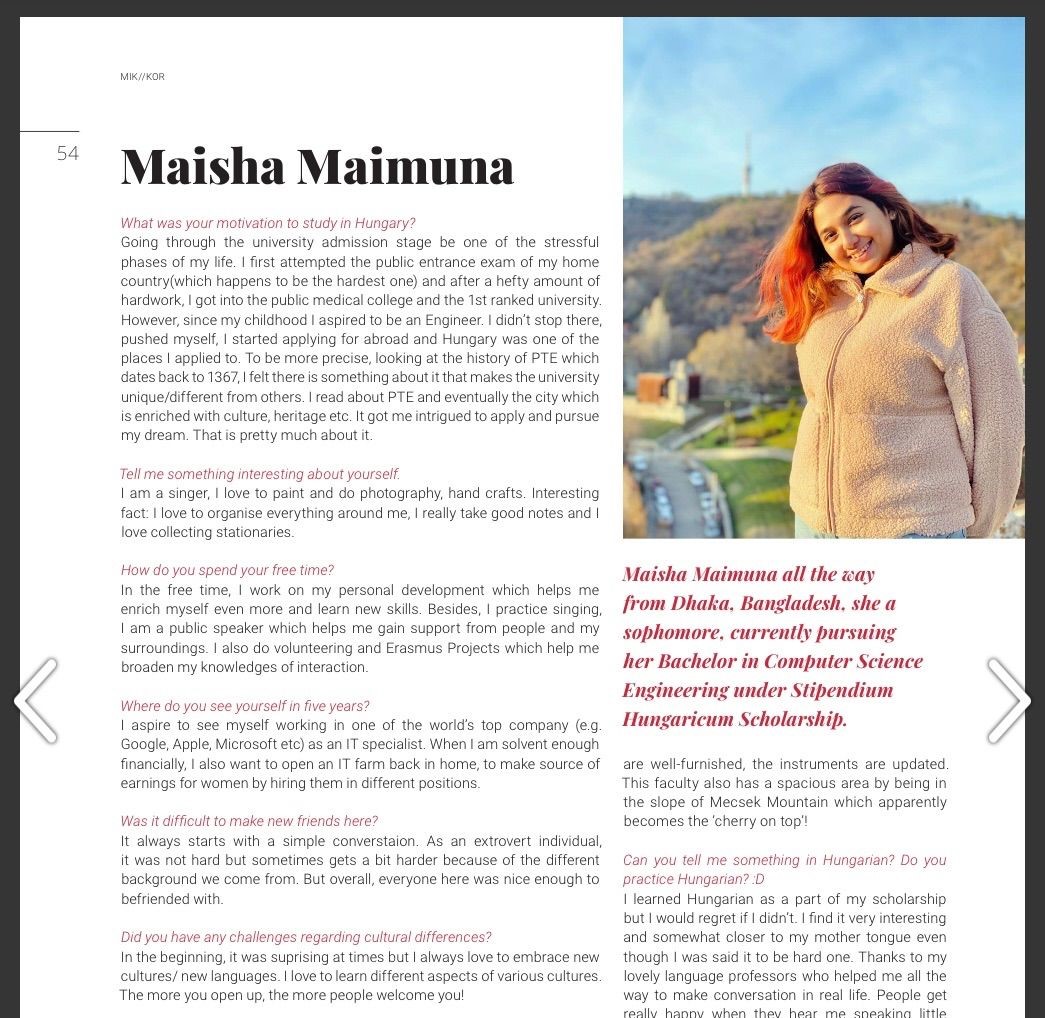 MIK//KOR
54
Maisha Maimuna
What was your motivation to study in Hungary?
Going through the university admission stage be one of the stressful
phases of my life. I first attempted the public entrance exam of my home
country(which happens to be the hardest one) and after a hefty amount of
hardwork, I got into the public medical college and the 1st ranked university.
However, since my childhood I aspired to be an Engineer. I didn’t stop there,
pushed myself, I started applying for abroad and Hungary was one of the
places I applied to. To be more precise, looking at the history of PTE which
dates back to 1367, I felt there is something about it that makes the university
unique/different from others. I read about PTE and eventually the city which
is enriched with culture, heritage etc. It got me intrigued to apply and pursue
my dream. That is pretty much about it.
Tell me something interesting about yourself.
I am a singer, I love to paint and do photography, hand crafts. Interesting
fact: I love to organise everything around me, I really take good notes and I
love collecting stationaries.
How do you spend your free time?
In the free time, I work on my personal development which helps me
enrich myself even more and learn new skills. Besides, I practice singing,
I am a public speaker which helps me gain support from people and my
surroundings. I also do volunteering and Erasmus Projects which help me
broaden my knowledges of interaction.
Where do you see yourself in five years?
I aspire to see myself working in one of the world’s top company (e.g.
Google, Apple, Microsoft etc) as an IT specialist. When I am solvent enough
financially, I also want to open an IT farm back in home, to make source of
earnings for women by hiring them in different positions.
Was it difficult to make new friends here?
It always starts with a simple converstaion. As an extrovert individual,
it was not hard but sometimes gets a bit harder because of the different
background we come from. But overall, everyone here was nice enough to
befriended with.
Did you have any challenges regarding cultural differences?
In the beginning, it was suprising at times but I always love to embrace new
cultures/ new languages. I love to learn different aspects of various cultures.
The more you open up, the more people welcome you!
Maisha Maimuna all the way
from Dhaka, Bangladesh, she a
sophomore, currently pursuing
her Bachelor in Computer Science
Engineering under Stipendium
Hungaricum Scholarship.
are well-furnished, the instruments are updated.
This faculty also has a spacious area by being in
the slope of Mecsek Mountain which apparently
becomes the ‘cherry on top’!
Can you tell me something in Hungarian? Do you
practice Hungarian? :D
I learned Hungarian as a part of my scholarship
but I would regret if I didn’t. I find it very interesting
and somewhat closer to my mother tongue even
though I was said it to be hard one. Thanks to my
lovely language professors who helped me all the
way to make conversation in real life. People get
really happy when they hear me speaking little